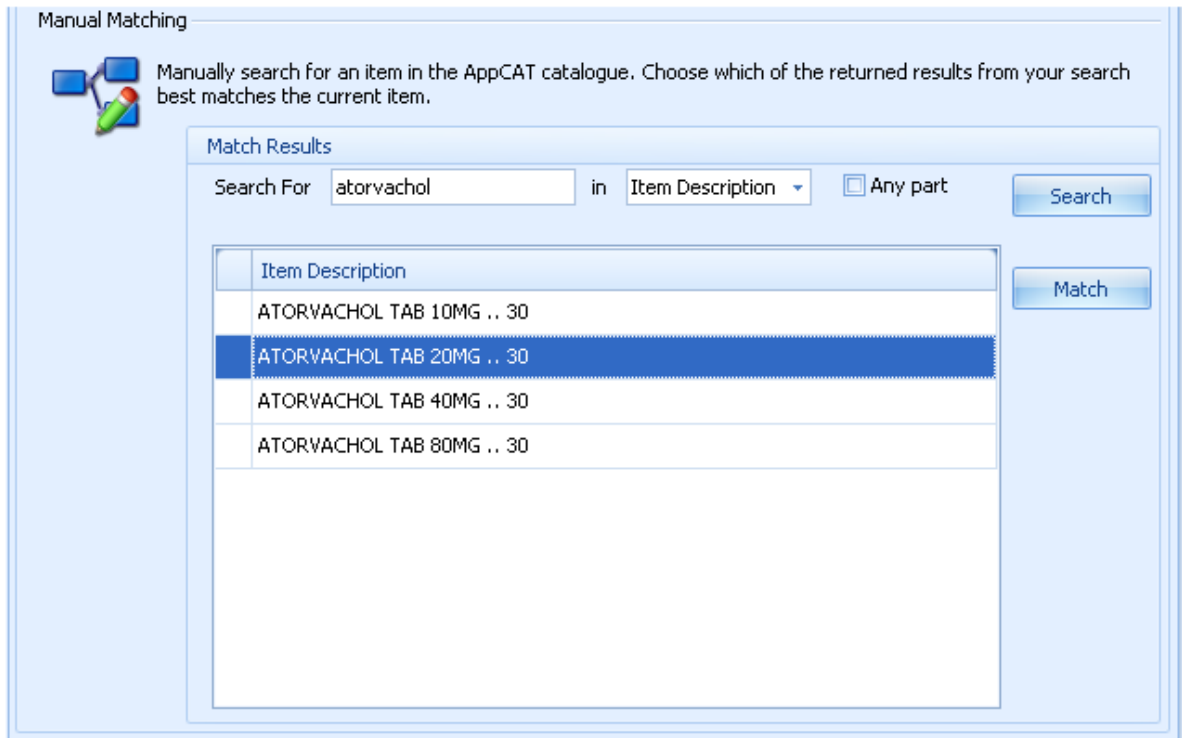 Manual Matching
Manually search for an item in the AppCAT catalogue. Choose which of the returned results from your search
best matches the current item.
Match Results
Search For atorvachol in Item Description Any part Search
Item Description
Match
ATORVACHOL TAB 10MG .. 30
ATORVACHOL TAB 20MG .. 30
ATORVACHOL TAB 40MG .. 30
ATORVACHOL TAB 80MG .. 30